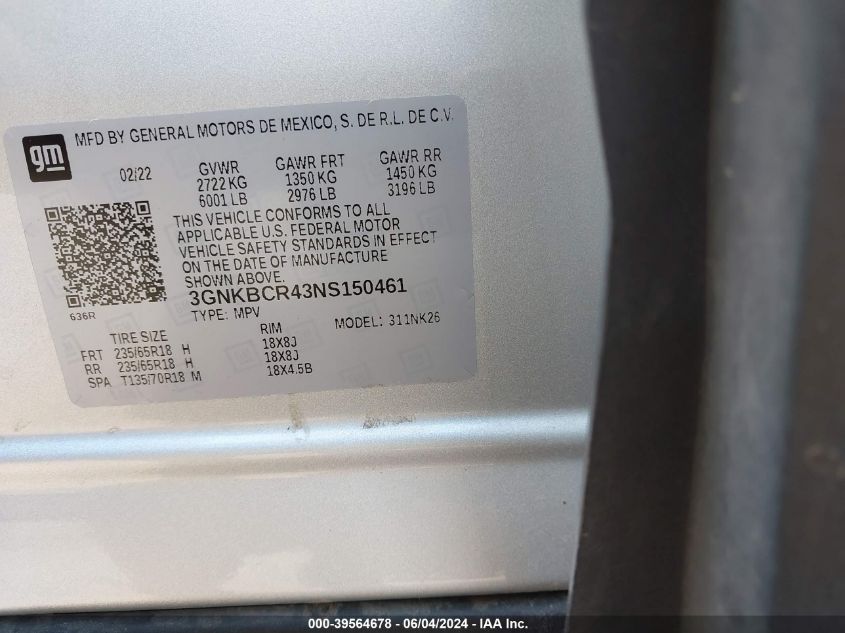 MFD BY GENERAL MOTORS DE MEXICO, S. DE R.L. DE C.V.
gm
02/22 GVWR GAWR FRT GAWR RR
2722 KG 1350 KG 1450 KG
6001 LB 2976 LB 3196 LB
THIS VEHICLE CONFORMS TO ALL
APPLICABLE U.S. FEDERAL MOTOR
VEHICLE SAFETY STANDARDS IN EFFECT
ON THE DATE OF MANUFACTURE
SHOWN ABOVE.
3GNKBCR43NS150461
636R
TYPE: MPV MODEL: 311NK26
TIRE SIZE RIM
FRT 235/65R18 H 18X8J
RR 235/65R18 H 18X8J
SPA T135/70R18 M 18X4.5B
000-39564678 - 06/04/2024 - IAA Inc.